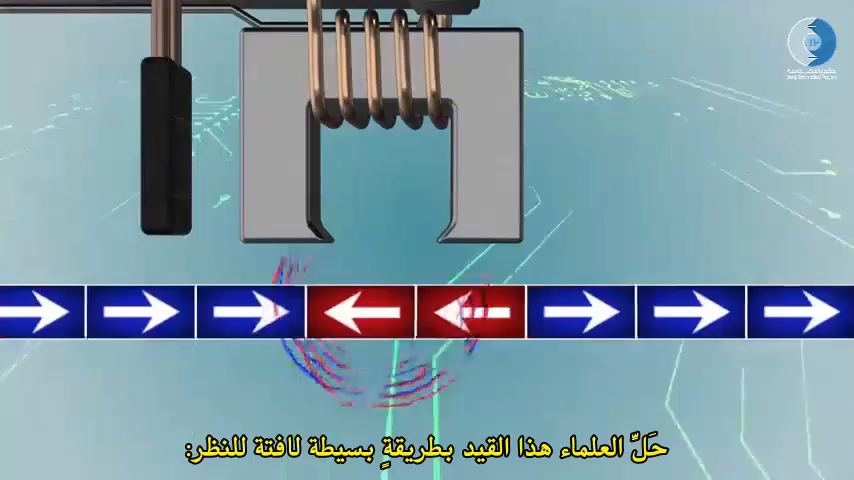 حَلِّ العلماء هذا القيد بطريقةٍ بسيطة لافتة للنظر: